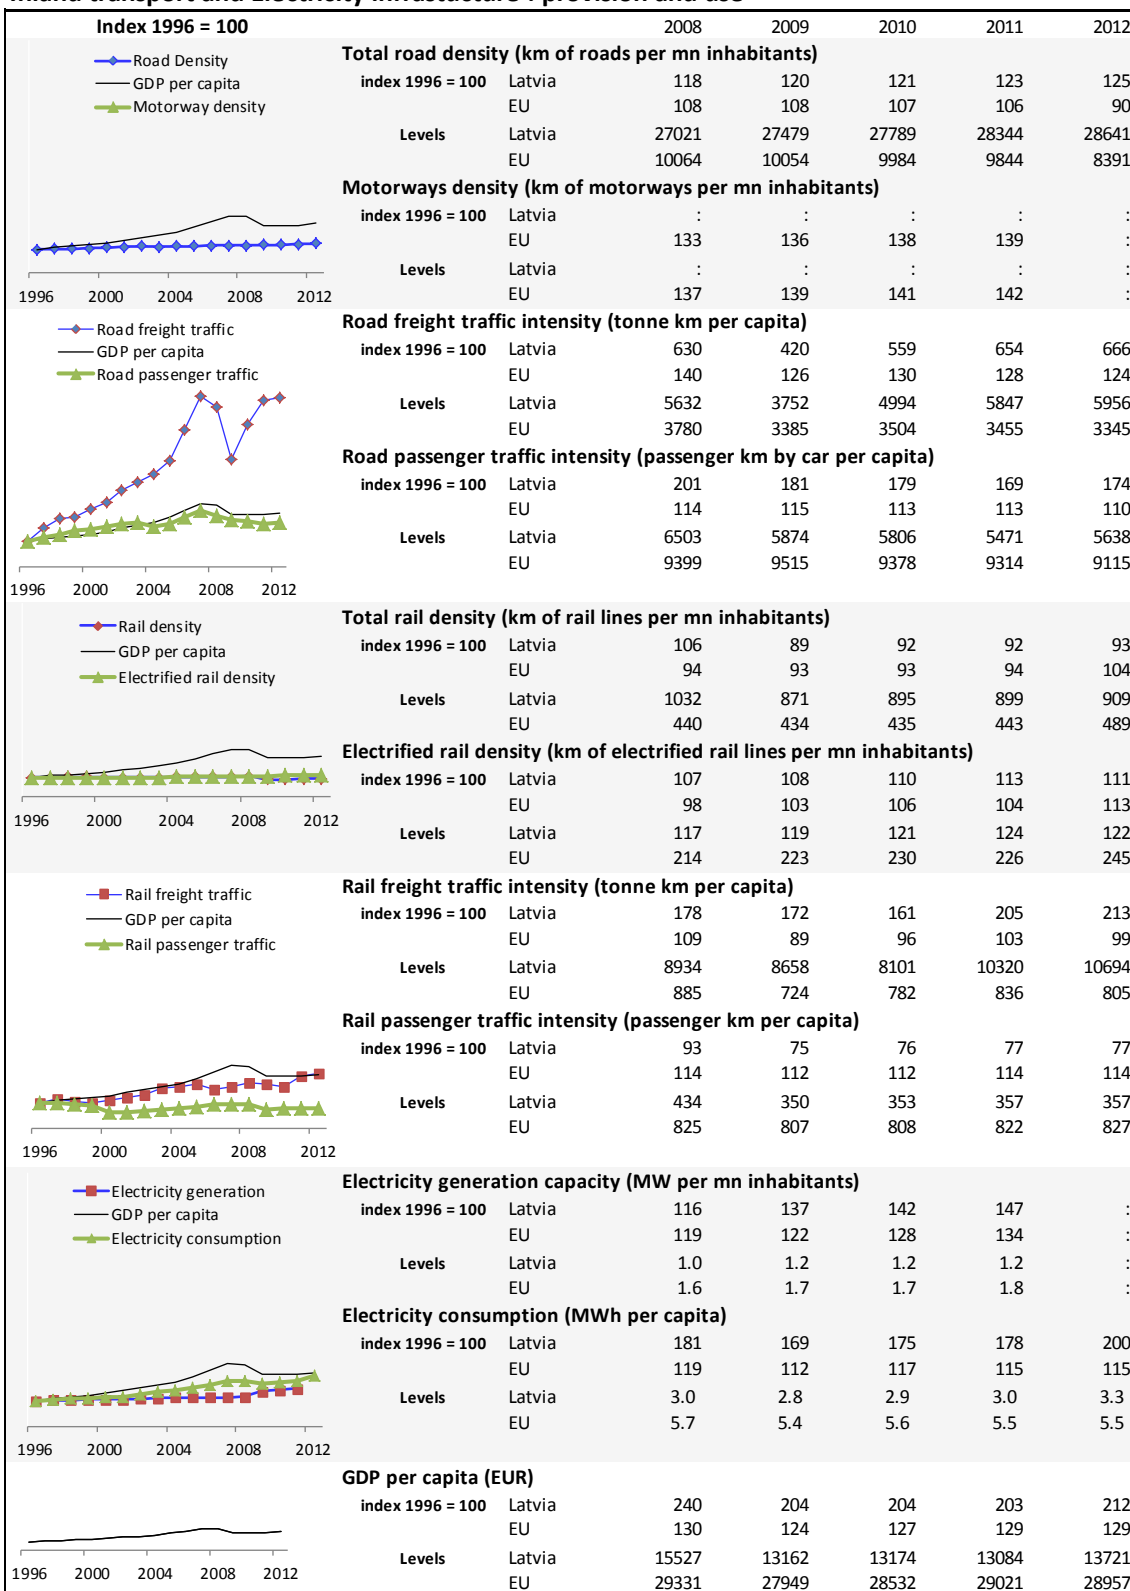 Index 1996 = 100 2008 2009 2010 2011 2012
Road Density
GDP per capita
Motorway density
1996 2000 2004 2008 2012
Total road density (km of roads per mn inhabitants)
index 1996 = 100 Latvia 118 120 121 123 125
EU 108 108 107 106 90
Levels Latvia 27021 27479 27789 28344 28641
EU 10064 10054 9984 9844 8391
Motorways density (km of motorways per mn inhabitants)
index 1996 = 100 Latvia : : : : :
EU 133 136 138 139 :
Levels Latvia : : : : :
EU 137 139 141 142 :
Road freight traffic
GDP per capita
Road passenger traffic
1996 2000 2004 2008 2012
Road freight traffic intensity (tonne km per capita)
index 1996 = 100 Latvia 630 420 559 654 666
EU 140 126 130 128 124
Levels Latvia 5632 3752 4994 5847 5956
EU 3780 3385 3504 3455 3345
Road passenger traffic intensity (passenger km by car per capita)
index 1996 = 100 Latvia 201 181 179 169 174
EU 114 115 113 113 110
Levels Latvia 6503 5874 5806 5471 5638
EU 9399 9515 9378 9314 9115
Rail density
GDP per capita
Electrified rail density
1996 2000 2004 2008 2012
Total rail density (km of rail lines per mn inhabitants)
index 1996 = 100 Latvia 106 89 92 92 93
EU 94 93 93 94 104
Levels Latvia 1032 871 895 899 909
EU 440 434 435 443 489
Electrified rail density (km of electrified rail lines per mn inhabitants)
index 1996 = 100 Latvia 107 108 110 113 111
EU 98 103 106 104 113
Levels Latvia 117 119 121 124 122
EU 214 223 230 226 245
Rail freight traffic
GDP per capita
Rail passenger traffic
1996 2000 2004 2008 2012
Rail freight traffic intensity (tonne km per capita)
index 1996 = 100 Latvia 178 172 161 205 213
EU 109 89 96 103 99
Levels Latvia 8934 8658 8101 10320 10694
EU 885 724 782 836 805
Rail passenger traffic intensity (passenger km per capita)
index 1996 = 100 Latvia 93 75 76 77 77
EU 114 112 112 114 114
Levels Latvia 434 350 353 357 357
EU 825 807 808 822 827
Electricity generation
GDP per capita
Electricity consumption
1996 2000 2004 2008 2012
Electricity generation capacity (MW per mn inhabitants)
index 1996 = 100 Latvia 116 137 142 147 :
EU 119 122 128 134 :
Levels Latvia 1.0 1.2 1.2 1.2 :
EU 1.6 1.7 1.7 1.8 :
Electricity consumption (MWh per capita)
index 1996 = 100 Latvia 181 169 175 178 200
EU 119 112 117 115 115
Levels Latvia 3.0 2.8 2.9 3.0 3.3
EU 5.7 5.4 5.6 5.5 5.5
1996 2000 2004 2008 2012
GDP per capita (EUR)
index 1996 = 100 Latvia 240 204 204 203 212
EU 130 124 127 129 129
Levels Latvia 15527 13162 13174 13084 13721
EU 29331 27949 28532 29021 28957